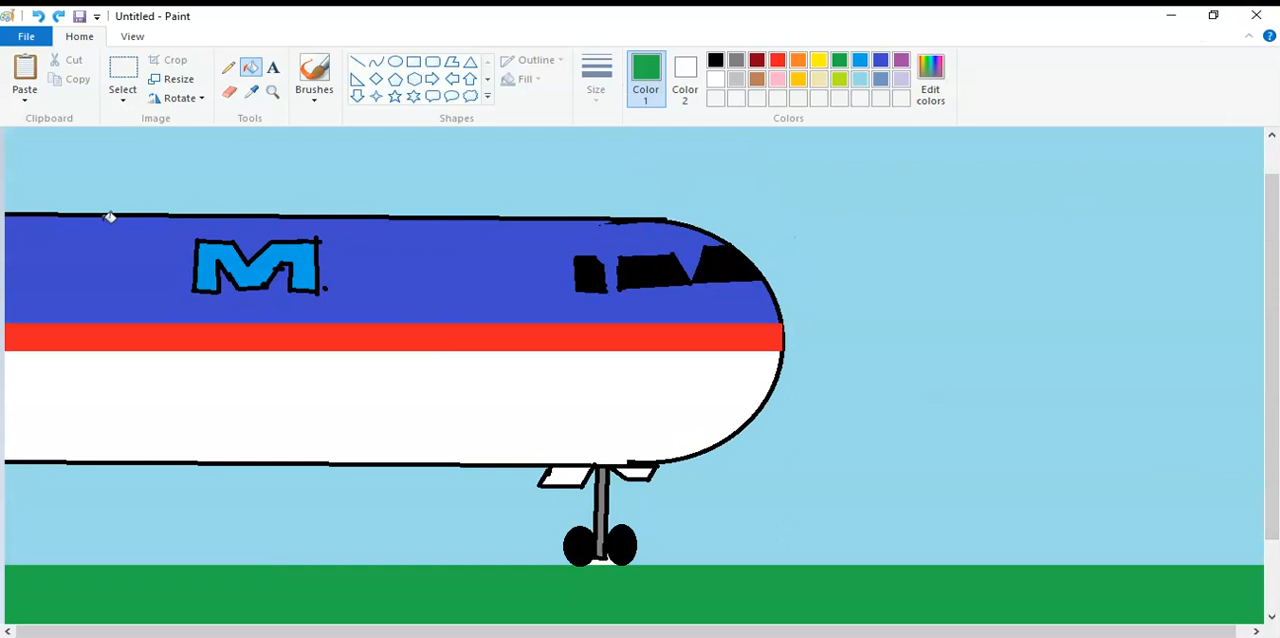 Untitled - Paint
File Home View
Paste
Cut
Copy
Clipboard
Select
Crop
Resize
Rotate
Image
A
Tools
Brushes
Outline
Fill
Shapes
Size
Color 1
Color 2
Edit colors
Colors
M.